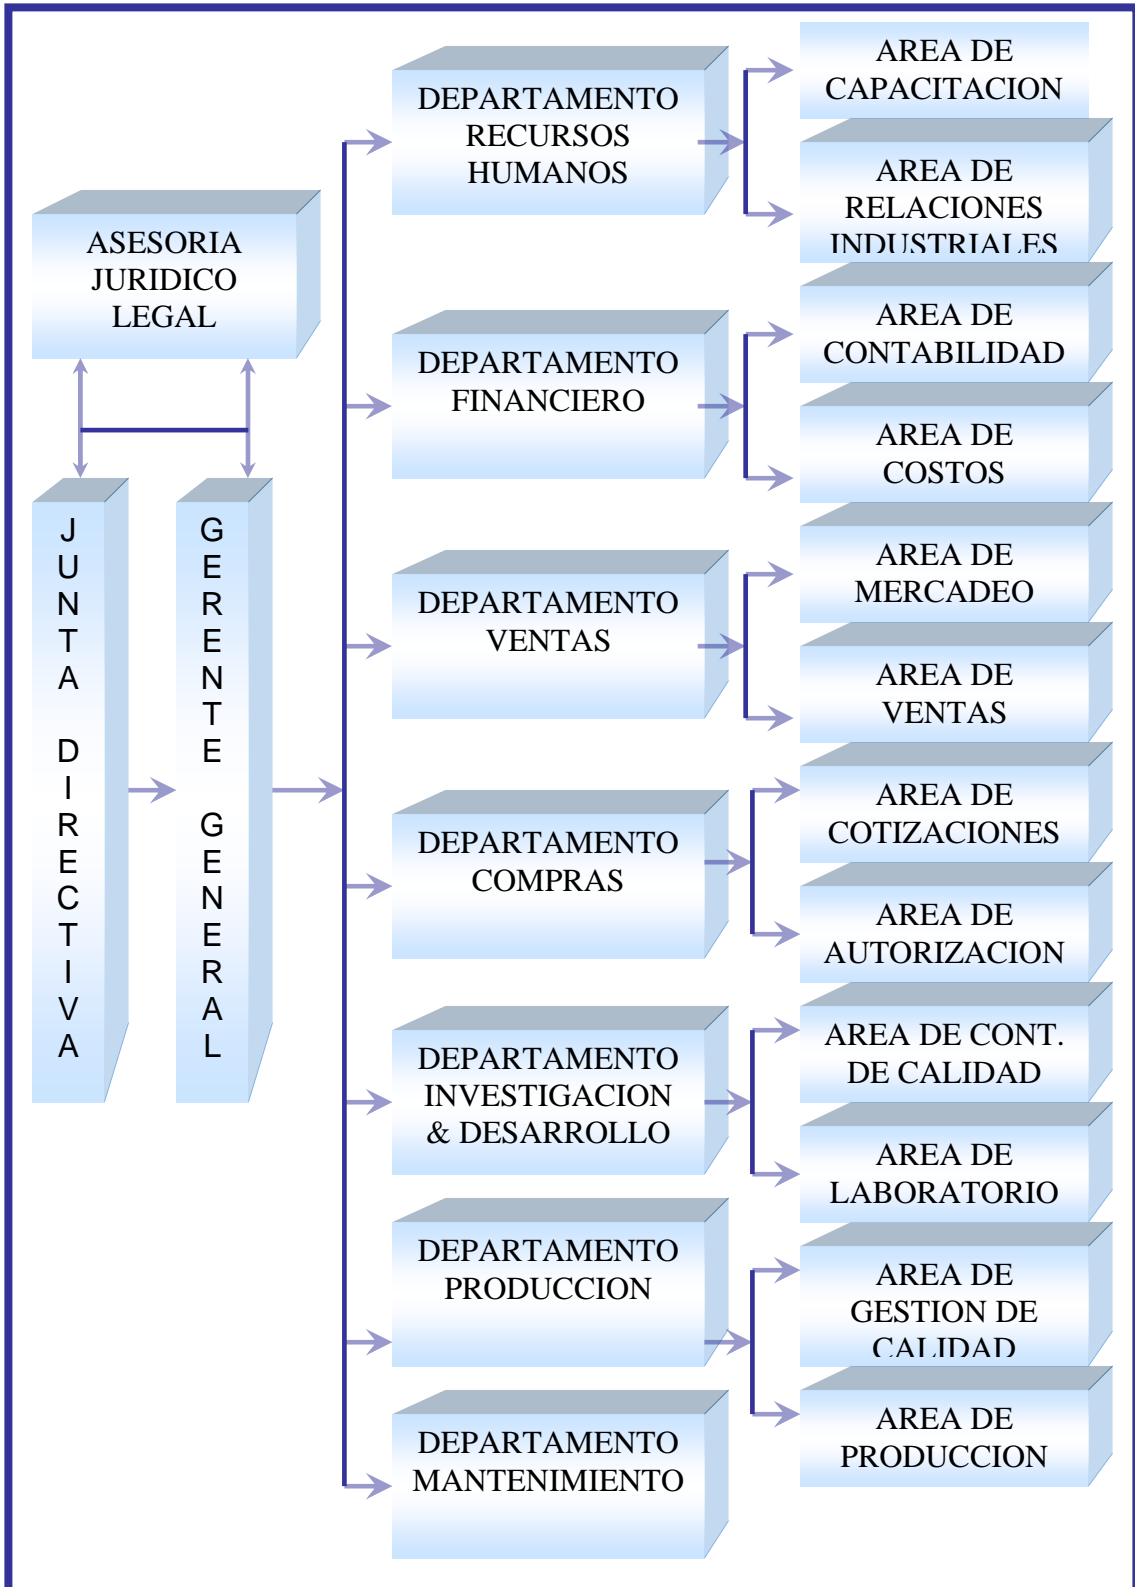 ASESORIA
JURIDICO
LEGAL
JUNTA DIRECTIVA
GERENTE GENERAL
DEPARTAMENTO
RECURSOS
HUMANOS
AREA DE
CAPACITACION
AREA DE
RELACIONES
INDUSTRIALES
DEPARTAMENTO
FINANCIERO
AREA DE
CONTABILIDAD
AREA DE
COSTOS
DEPARTAMENTO
VENTAS
AREA DE
MERCADEO
AREA DE
VENTAS
DEPARTAMENTO
COMPRAS
AREA DE
COTIZACIONES
AREA DE
AUTORIZACION
DEPARTAMENTO
INVESTIGACION
& DESARROLLO
AREA DE CONT.
DE CALIDAD
AREA DE
LABORATORIO
DEPARTAMENTO
PRODUCCION
AREA DE
GESTION DE
CALIDAD
AREA DE
PRODUCCION
DEPARTAMENTO
MANTENIMIENTO